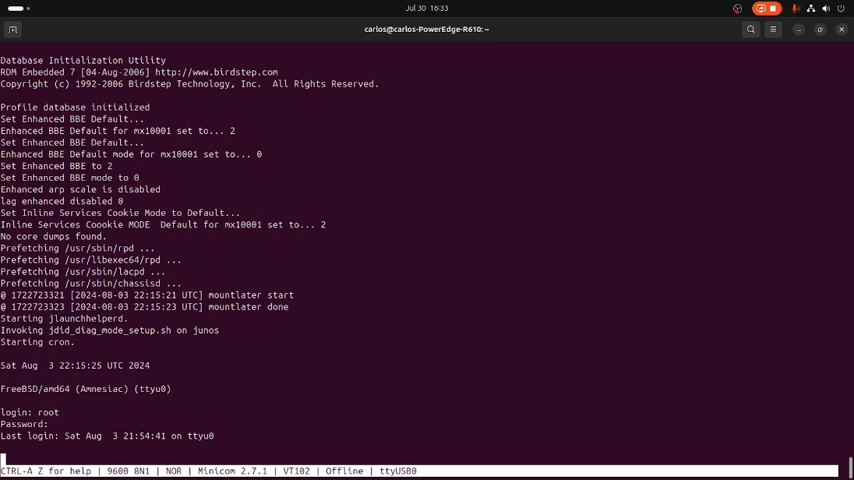 Jul 30 16:33
carlos@carlos-PowerEdge-R610: ~
Database Initialization Utility
RDM Embedded 7 [04-Aug-2006] http://www.birdstep.com
Copyright (c) 1992-2006 Birdstep Technology, Inc.  All Rights Reserved.
Profile database initialized
Set Enhanced BBE Default...
Enhanced BBE Default for mx10001 set to... 2
Set Enhanced BBE Default...
Enhanced BBE Default mode for mx10001 set to... 0
Set Enhanced BBE to 2
Set Enhanced BBE mode to 0
Enhanced arp scale is disabled
lag enhanced disabled 0
Set Inline Services Cookie Mode to Default...
Inline Services Coookie MODE  Default for mx10001 set to... 2
No core dumps found.
Prefetching /usr/sbin/rpd ...
Prefetching /usr/libexec64/rpd ...
Prefetching /usr/sbin/lacpd ...
Prefetching /usr/sbin/chassisd ...
@ 1722723321 [2024-08-03 22:15:21 UTC] mountlater start
@ 1722723323 [2024-08-03 22:15:23 UTC] mountlater done
Starting jlaunchhelperd.
Invoking jdid_diag_mode_setup.sh on junos
Starting cron.
Sat Aug  3 22:15:25 UTC 2024
FreeBSD/amd64 (Amnesiac) (ttyu0)
login: root
Password:
Last login: Sat Aug  3 21:54:41 on ttyu0
CTRL-A Z for help | 9600 8N1 | NOR | Minicom 2.7.1 | VT102 | Offline | ttyUSB0